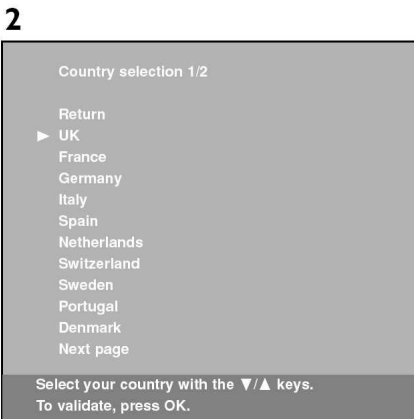 2
Country selection 1/2
Return
▶ UK
France
Germany
Italy
Spain
Netherlands
Switzerland
Sweden
Portugal
Denmark
Next page
Select your country with the ▼/▲ keys.
To validate, press OK.